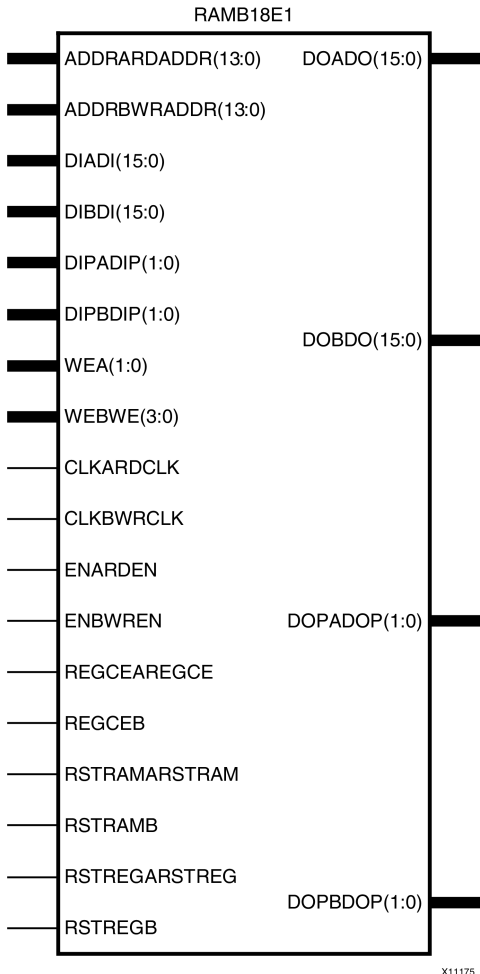 RAMB18E1
ADDRARDADDR(13:0) DOADO(15:0)
ADDRBWRADDR(13:0)
DIADI(15:0)
DIBDI(15:0)
DIPADIP(1:0)
DIPBDIP(1:0)
DOBDO(15:0)
WEA(1:0)
WEBWE(3:0)
CLKARDCLK
CLKBWRCLK
ENARDEN
ENBWREN DOPADOP(1:0)
REGCEAREGCE
REGCEB
RSTRAMARSTRAM
RSTRAMB
RSTREGARSTREG
DOPBDOP(1:0)
RSTREGB
X11175